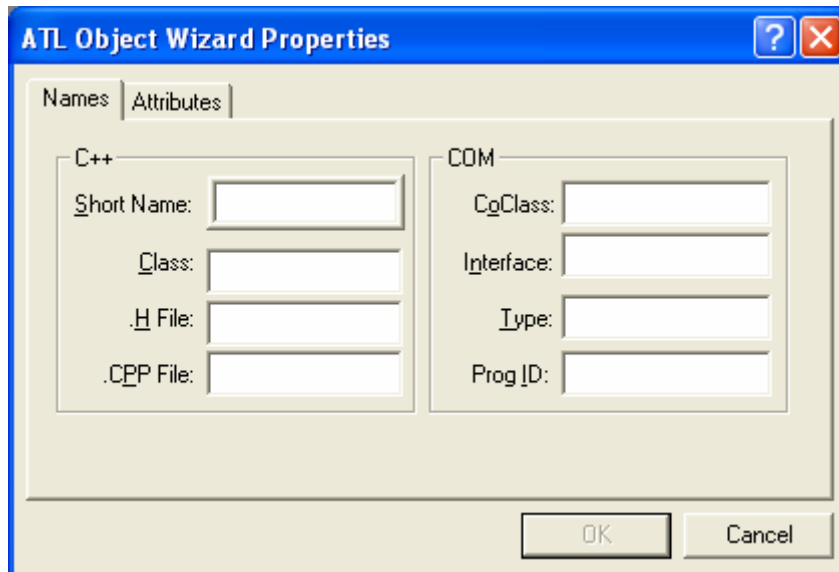 ATL Object Wizard Properties
Names
Attributes
C++
Short Name:
Class:
.H File:
.CPP File:
COM
CoClass:
Interface:
Type:
Prog ID:
OK
Cancel